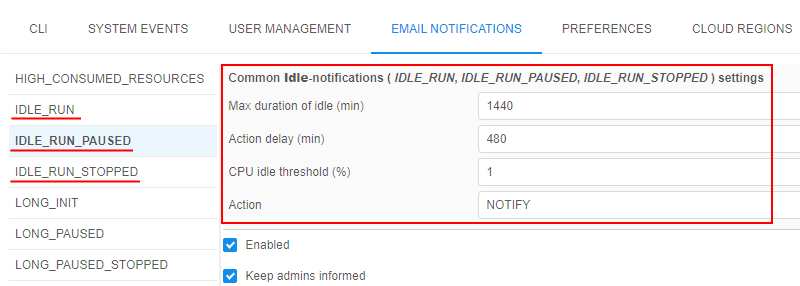 CLI SYSTEM EVENTS USER MANAGEMENT EMAIL NOTIFICATIONS PREFERENCES CLOUD REGIONS
HIGH_CONSUMED_RESOURCES
IDLE_RUN
IDLE_RUN_PAUSED
IDLE_RUN_STOPPED
LONG_INIT
LONG_PAUSED
LONG_PAUSED_STOPPED
Common Idle-notifications ( IDLE_RUN, IDLE_RUN_PAUSED, IDLE_RUN_STOPPED ) settings
Max duration of idle (min) 1440
Action delay (min) 480
CPU idle threshold (%) 1
Action NOTIFY
Enabled
Keep admins informed